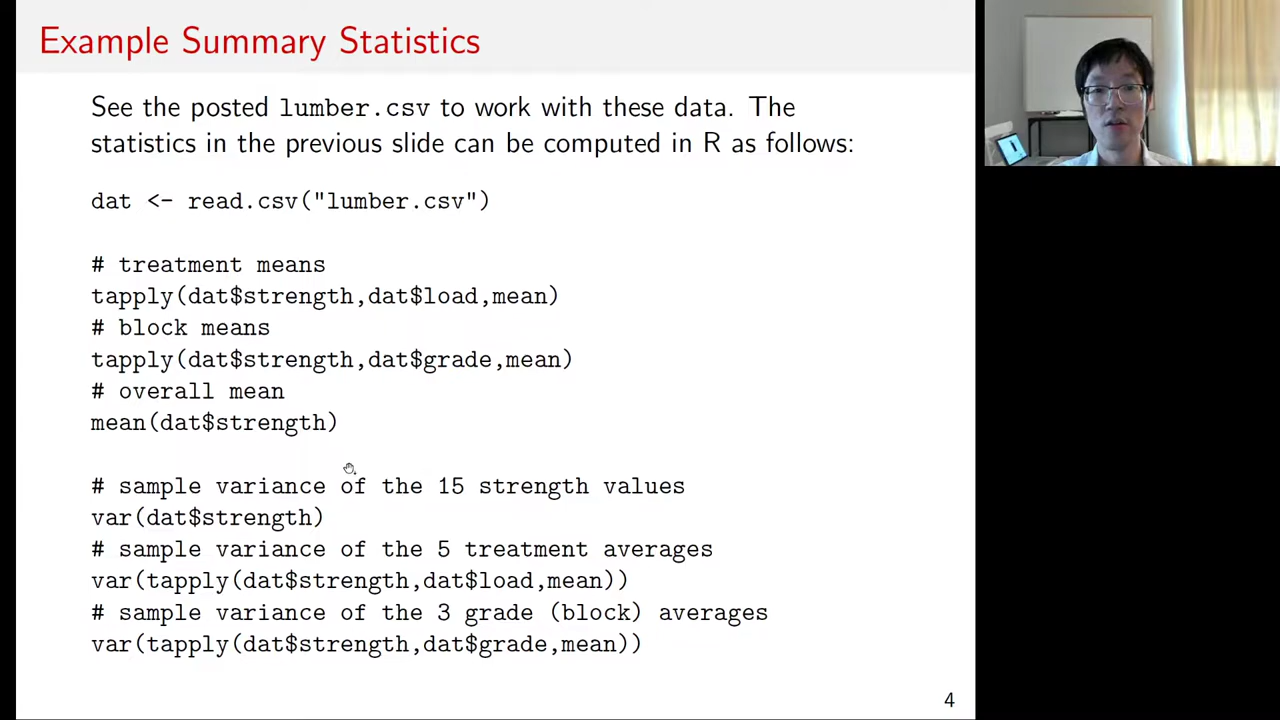 Example Summary Statistics
See the posted lumber.csv to work with these data. The
statistics in the previous slide can be computed in R as follows:
dat <- read.csv("lumber.csv")
# treatment means
tapply(dat$strength,dat$load,mean)
# block means
tapply(dat$strength,dat$grade,mean)
# overall mean
mean(dat$strength)
# sample variance of the 15 strength values
var(dat$strength)
# sample variance of the 5 treatment averages
var(tapply(dat$strength,dat$load,mean))
# sample variance of the 3 grade (block) averages
var(tapply(dat$strength,dat$grade,mean))
4